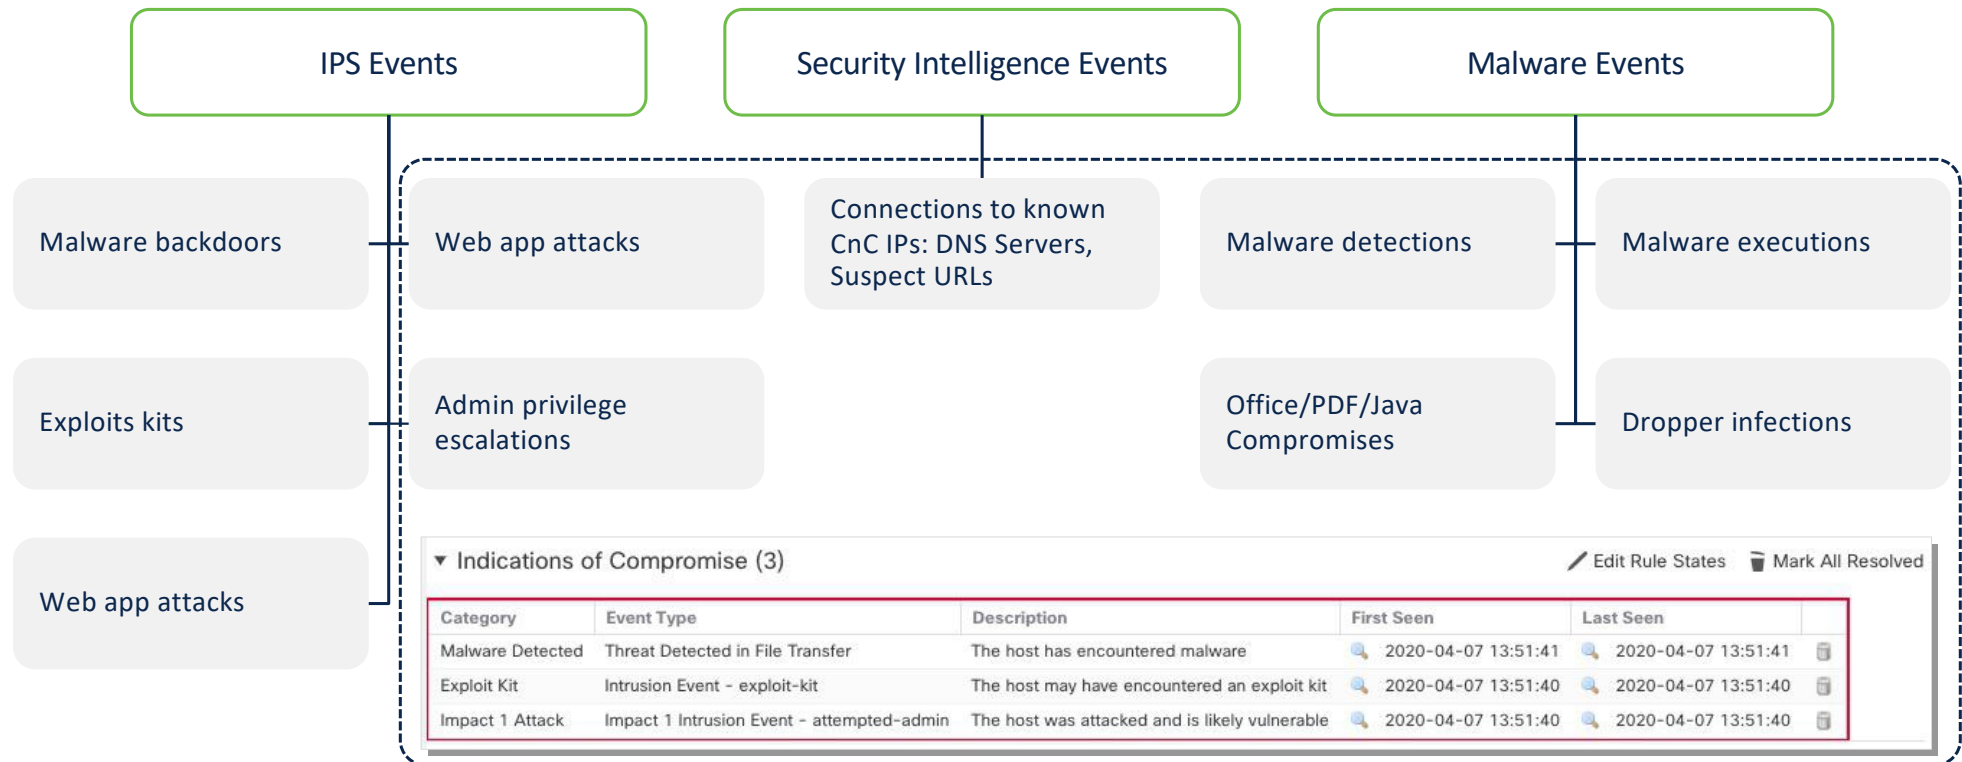 IPS Events
Security Intelligence Events
Malware Events
Malware backdoors
Web app attacks
Connections to known
CnC IPs: DNS Servers,
Suspect URLs
Malware detections
Malware executions
Exploits kits
Admin privilege
escalations
Office/PDF/Java
Compromises
Dropper infections
Web app attacks
▾ Indications of Compromise (3) Edit Rule States Mark All Resolved
Category Event Type Description First Seen Last Seen
Malware Detected Threat Detected in File Transfer The host has encountered malware 2020-04-07 13:51:41 2020-04-07 13:51:41
Exploit Kit Intrusion Event - exploit-kit The host may have encountered an exploit kit 2020-04-07 13:51:40 2020-04-07 13:51:40
Impact 1 Attack Impact 1 Intrusion Event - attempted-admin The host was attacked and is likely vulnerable 2020-04-07 13:51:40 2020-04-07 13:51:40